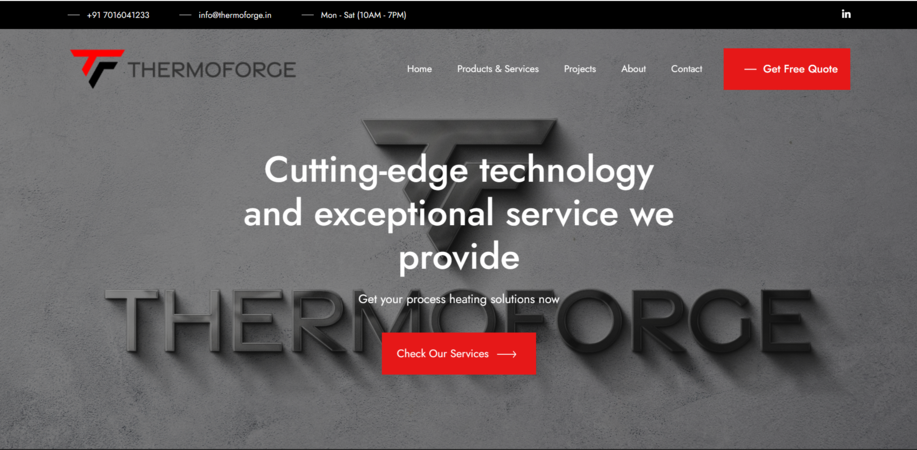 +91 7016041233
info@thermoforge.in
Mon - Sat (10AM - 7PM)
in
THERMOFORGE
Home
Products & Services
Projects
About
Contact
Get Free Quote
Cutting-edge technology
and exceptional service we
provide
Get your process heating solutions now
THERMOFORGE
Check Our Services